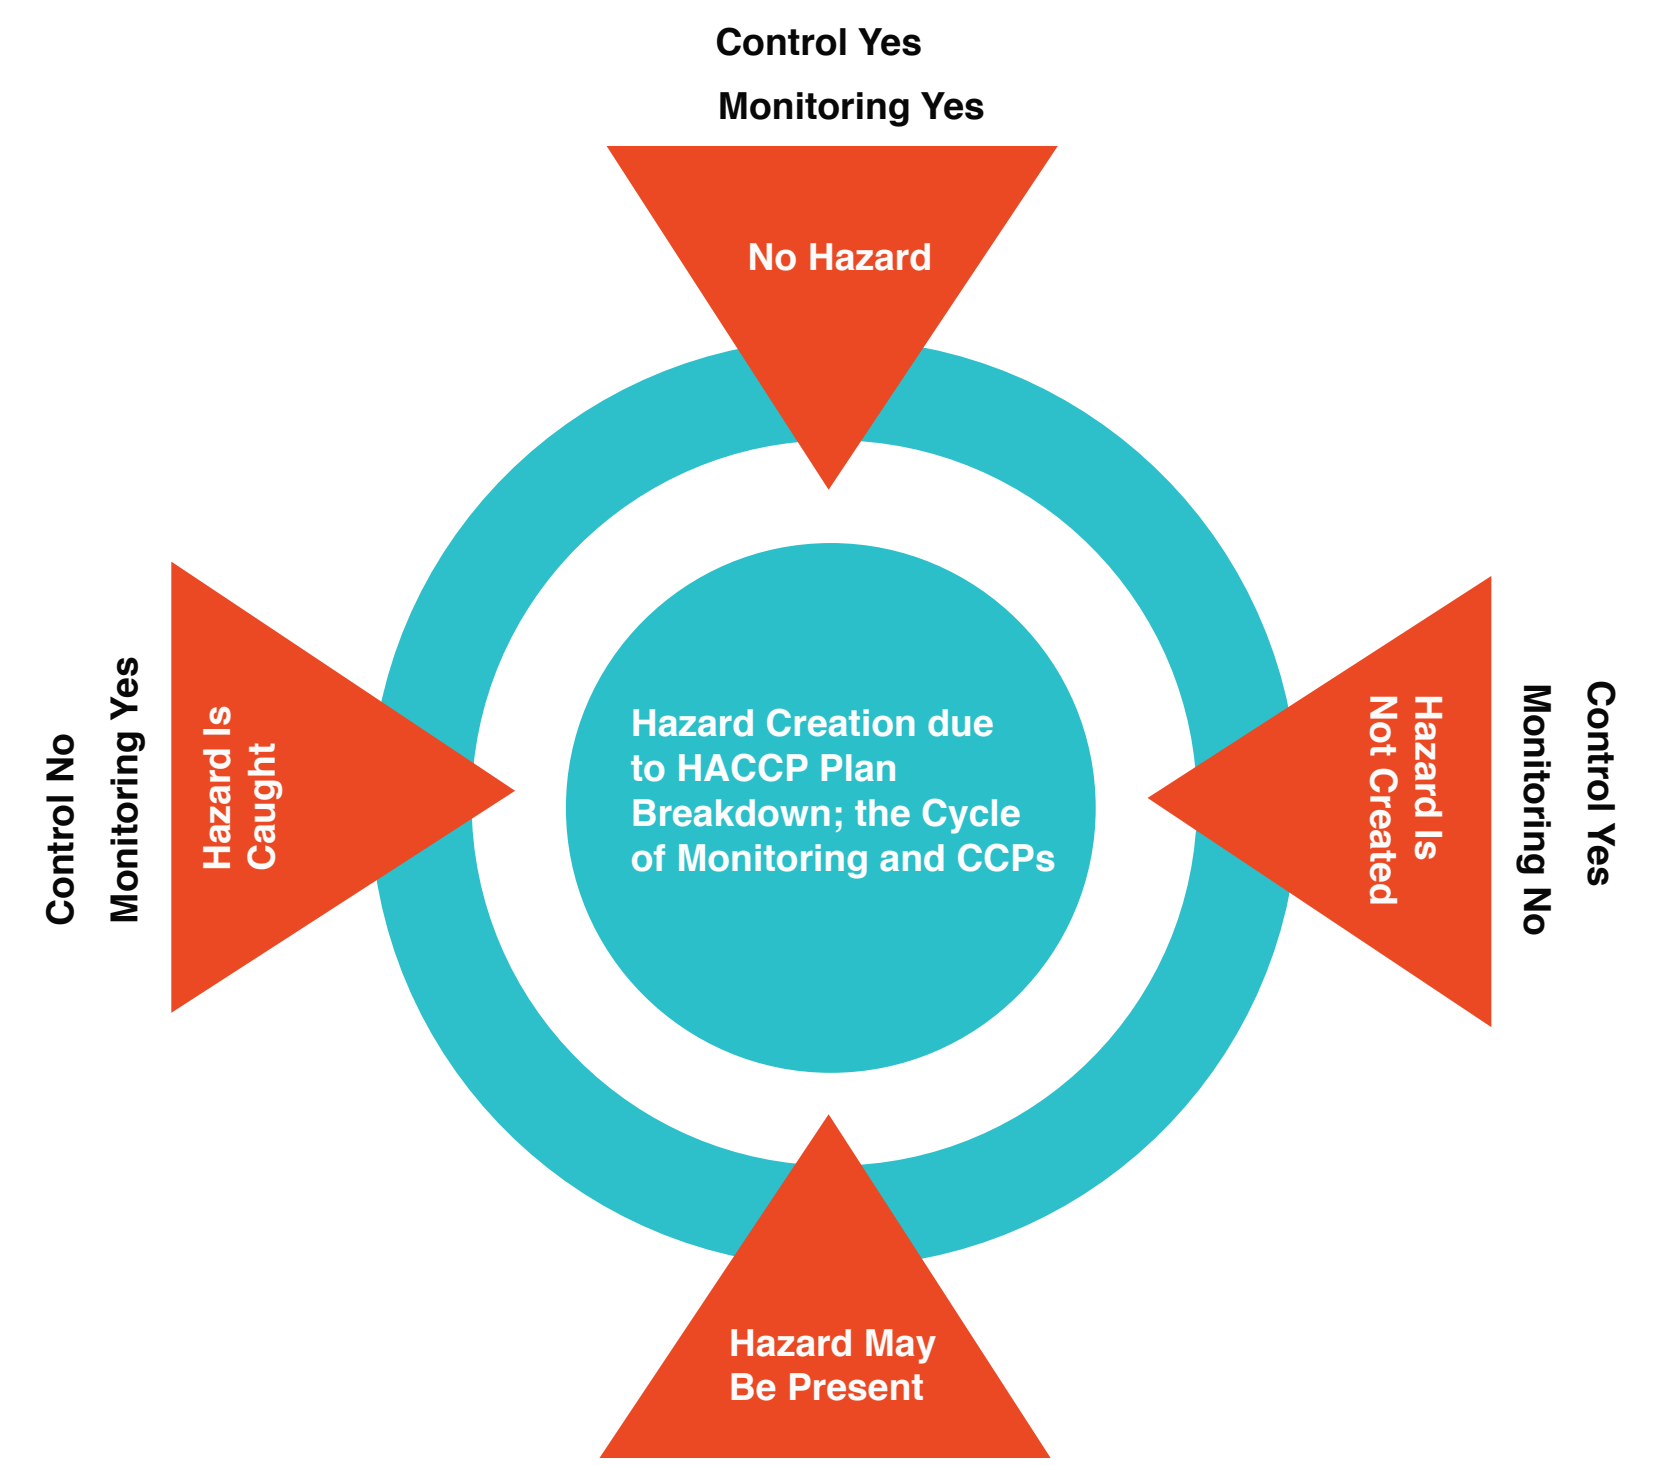 Control Yes
Monitoring Yes
No Hazard
Control No
Monitoring Yes
Hazard Is
Caught
Hazard Creation due
to HACCP Plan
Breakdown; the Cycle
of Monitoring and CCPs
Control Yes
Monitoring No
Hazard Is
Not Created
Hazard May
Be Present